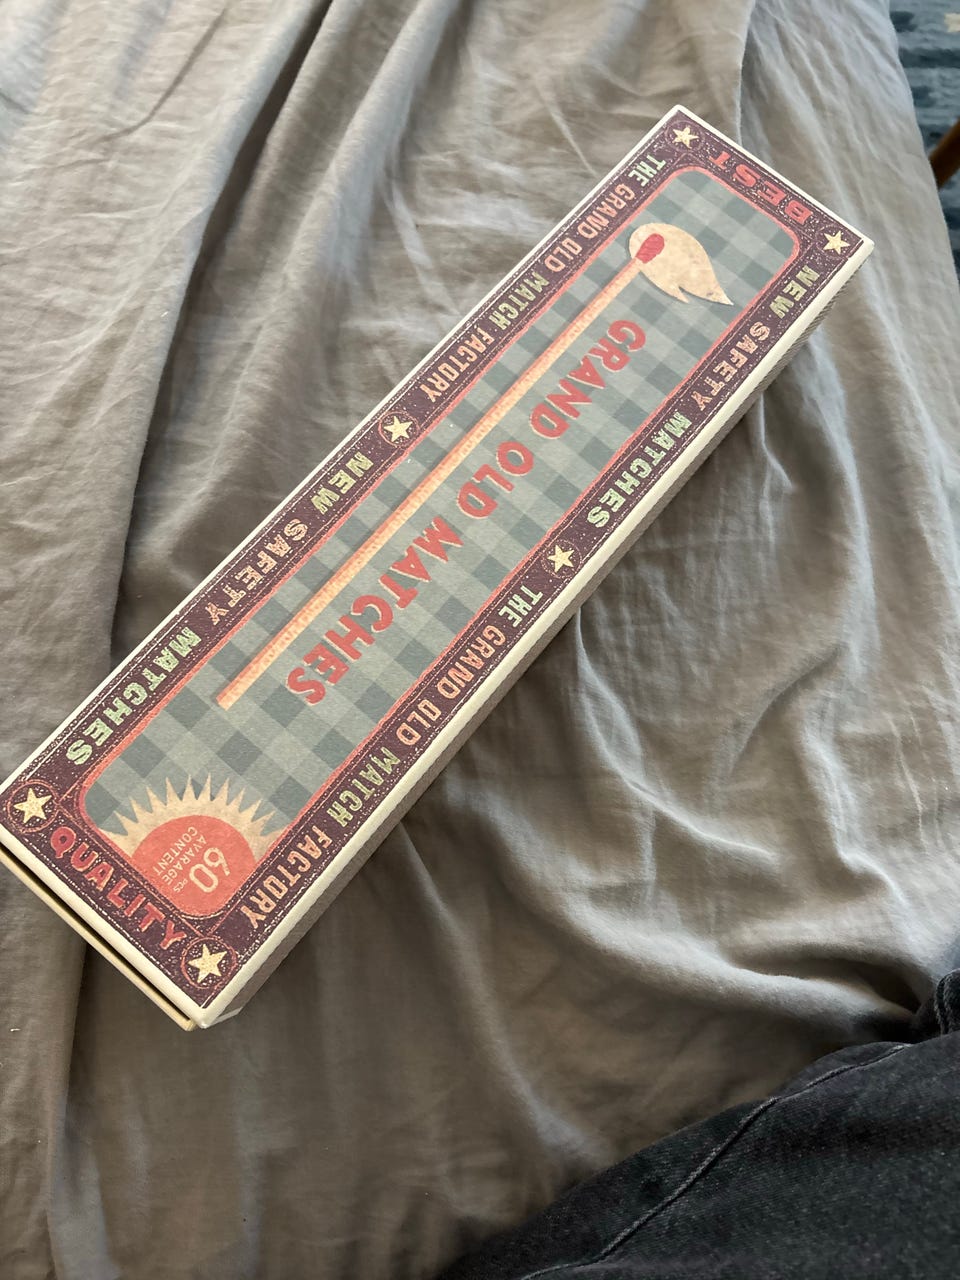 BEST
THE GRAND OLD MATCH FACTORY
NEW SAFETY MATCHES
NEW SAFETY MATCHES
THE GRAND OLD MATCH FACTORY
GRAND OLD MATCHES
AVARAGE
CONTENT
60 PCS
QUALITY